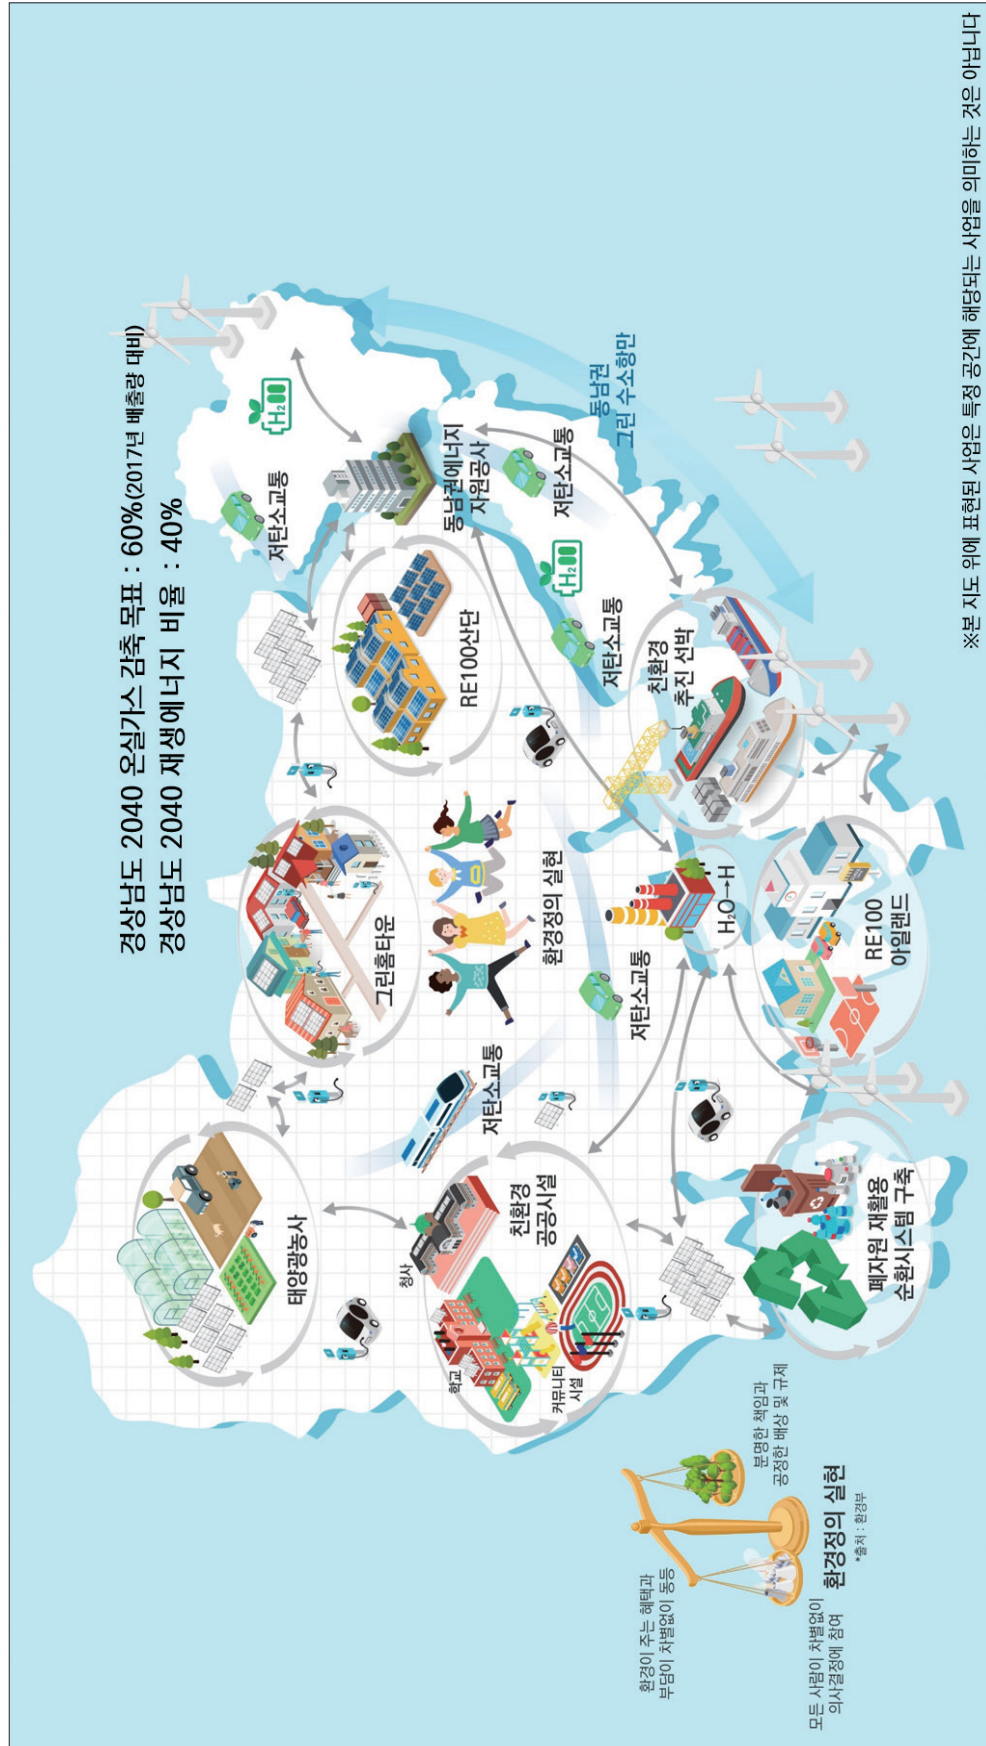 경상남도 2040 온실가스 감축 목표 : 60%(2017년 배출량 대비)
경상남도 2040 재생에너지 비율 : 40%
태양광농사
그린홈타운
RE100산단
저탄소교통
H₂
동남권에너지
자원공사
저탄소교통
동남권
그린 수소항만
청사
학교
커뮤니티
시설
친환경
공공시설
저탄소교통
환경정의 실현
H₂
저탄소교통
저탄소교통
친환경
추진 선박
H₂O→H
RE100
아일랜드
폐자원 재활용
순환시스템 구축
환경이 주는 혜택과
부담이 차별없이 동등
분명한 책임과
공정한 배상 및 규제
모든 사람이 차별없이
의사결정에 참여
환경정의 실현
*출처 : 환경부
※본 지도 위에 표현된 사업은 특정 공간에 해당되는 사업을 의미하는 것은 아닙니다